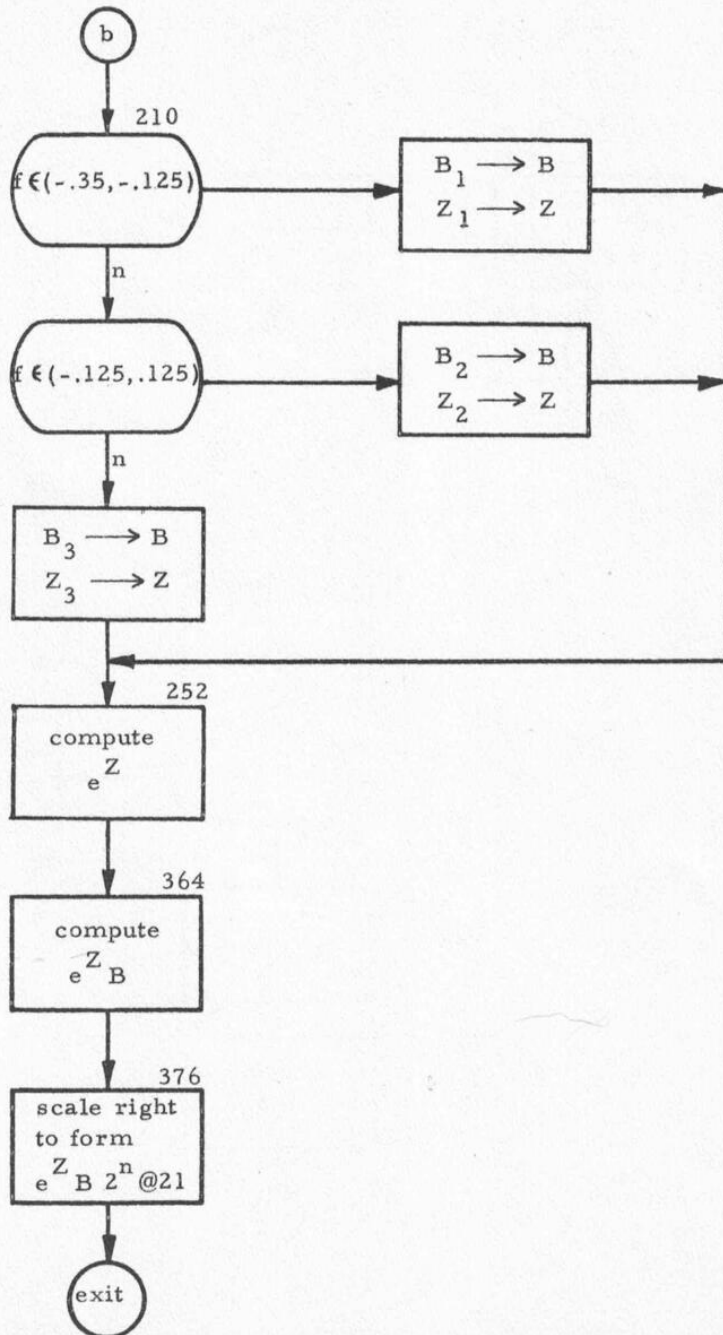 b
210
f ϵ(-.35,-.125)
B₁ ⟶ B
Z₁ ⟶ Z
n
f ϵ(-.125,.125)
B₂ ⟶ B
Z₂ ⟶ Z
n
B₃ ⟶ B
Z₃ ⟶ Z
252
compute
e^Z
364
compute
e^Z B
376
scale right
to form
e^Z B 2^n @21
exit